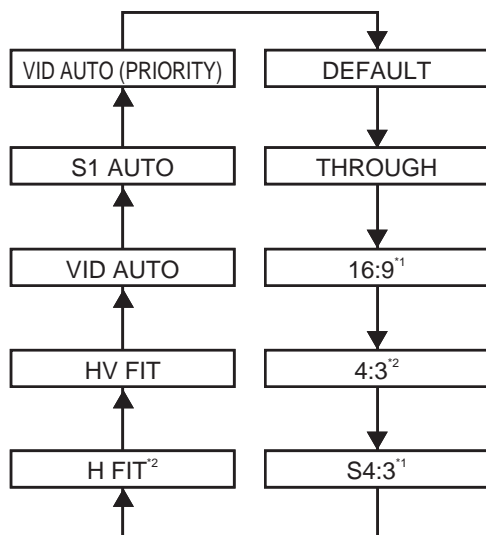 VID AUTO (PRIORITY)
DEFAULT
S1 AUTO
THROUGH
VID AUTO
16:9*1
HV FIT
4:3*2
H FIT*2
S4:3*1